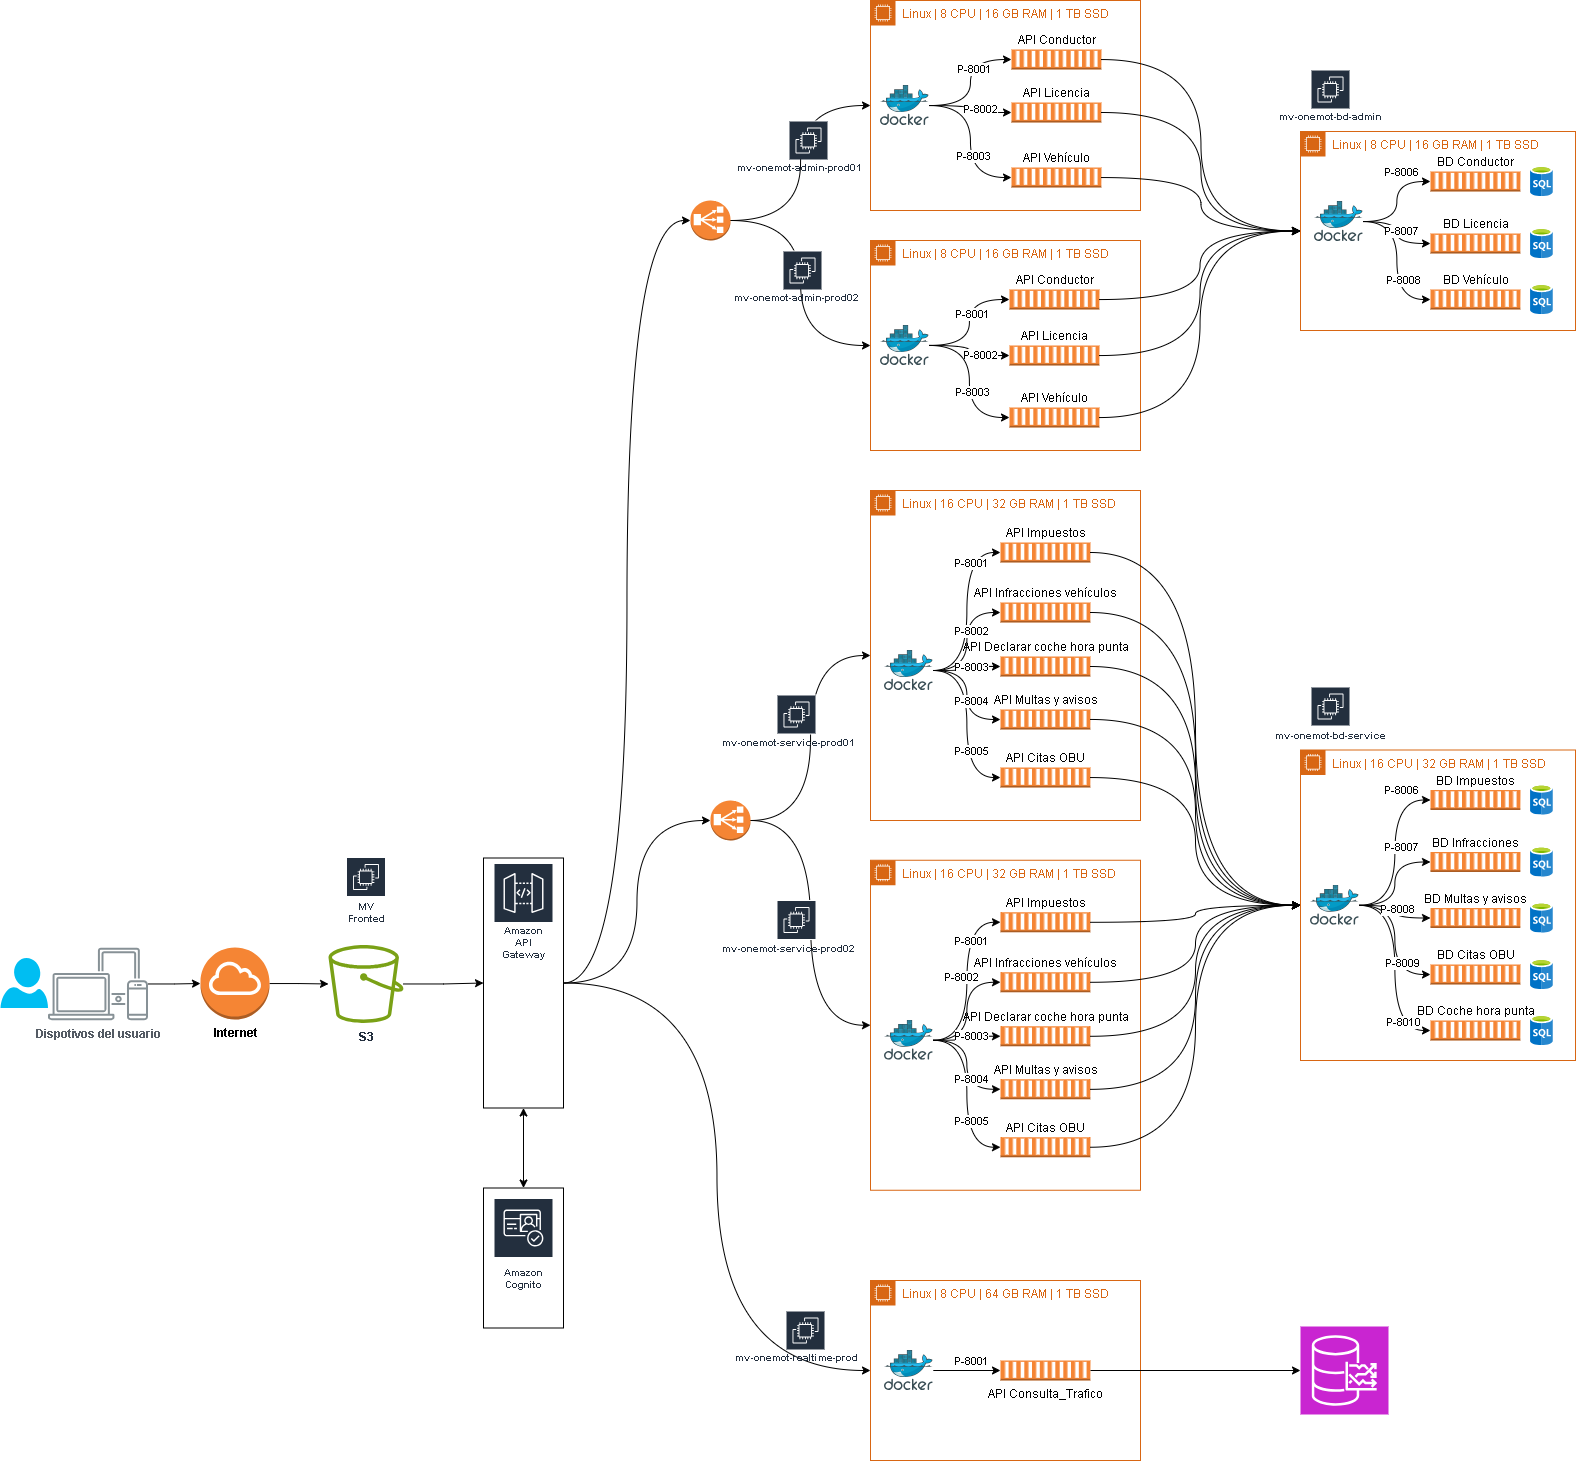 Linux | 8 CPU | 16 GB RAM | 1 TB SSD
API Conductor
P-8001
docker
API Licencia
P-8002
API Vehículo
P-8003
mv-onemot-admin-prod01
mv-onemot-admin-prod02
Linux | 8 CPU | 16 GB RAM | 1 TB SSD
API Conductor
P-8001
docker
API Licencia
P-8002
API Vehículo
P-8003
mv-onemot-bd-admin
Linux | 8 CPU | 16 GB RAM | 1 TB SSD
BD Conductor
SQL
P-8006
docker
BD Licencia
SQL
P-8007
BD Vehículo
SQL
P-8008
Linux | 16 CPU | 32 GB RAM | 1 TB SSD
API Impuestos
P-8001
API Infracciones vehículos
P-8002
API Declarar coche hora punta
P-8003
docker
API Multas y avisos
P-8004
API Citas OBU
P-8005
mv-onemot-service-prod01
mv-onemot-service-prod02
Linux | 16 CPU | 32 GB RAM | 1 TB SSD
API Impuestos
P-8001
API Infracciones vehículos
P-8002
API Declarar coche hora punta
P-8003
docker
API Multas y avisos
P-8004
API Citas OBU
P-8005
mv-onemot-bd-service
Linux | 16 CPU | 32 GB RAM | 1 TB SSD
BD Impuestos
SQL
P-8006
BD Infracciones
SQL
P-8007
docker
BD Multas y avisos
SQL
P-8008
BD Citas OBU
SQL
P-8009
BD Coche hora punta
SQL
P-8010
Dispotivos del usuario
Internet
MV
Fronted
S3
Amazon
API
Gateway
Amazon
Cognito
mv-onemot-realtime-prod
Linux | 8 CPU | 64 GB RAM | 1 TB SSD
P-8001
docker
API Consulta_Trafico